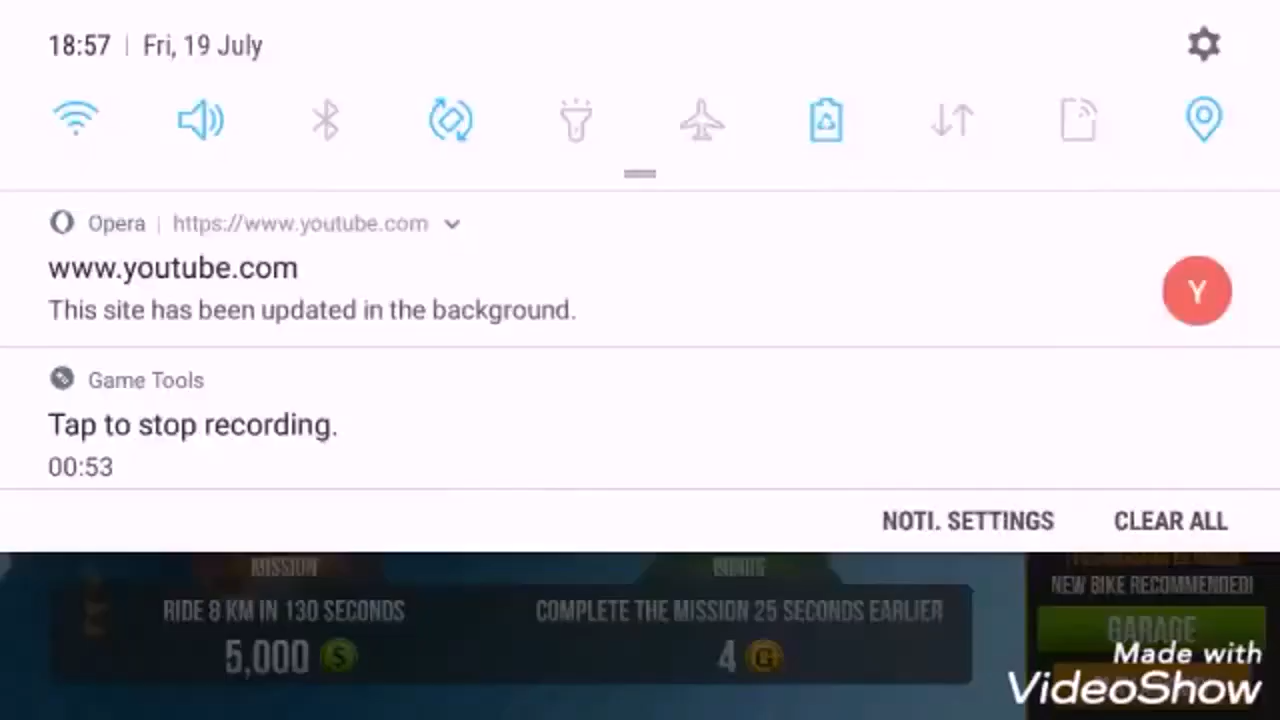 18:57 | Fri, 19 July
Opera | https://www.youtube.com
www.youtube.com
This site has been updated in the background.
Y
Game Tools
Tap to stop recording.
00:53
NOTI. SETTINGS CLEAR ALL
MISSION BONUS
RIDE 8 KM IN 130 SECONDS
5,000 S
COMPLETE THE MISSION 25 SECONDS EARLIER
4 G
NEW BIKE RECOMMENDED!
GARAGE
Made with
VideoShow